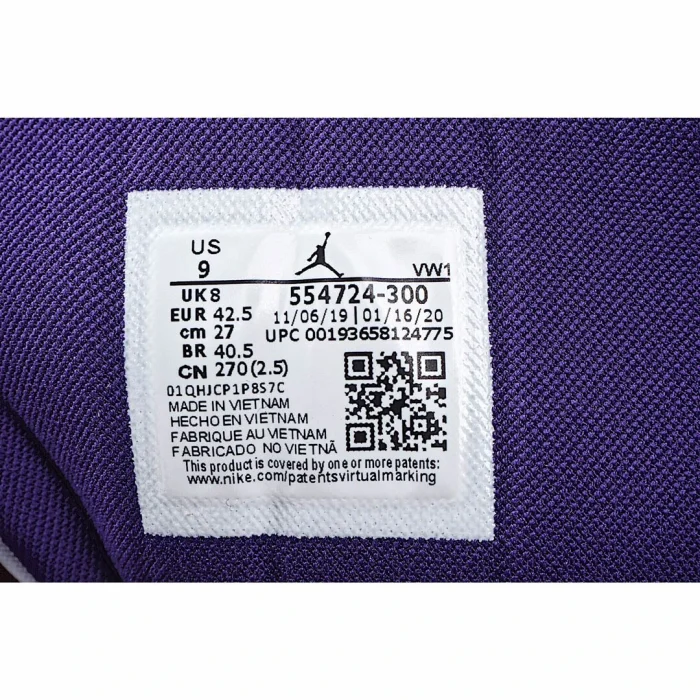 US
9
VW1
UK 8
554724-300
EUR 42.5
11/06/19 | 01/16/20
cm 27
UPC 00193658124775
BR 40.5
CN 270(2.5)
01QHJCP1P8S7C
MADE IN VIETNAM
HECHO EN VIETNAM
FABRIQUE AU VIETNAM
FABRICADO NO VIETNÃ
This product is covered by one or more patents:
www.nike.com/patentsvirtualmarking